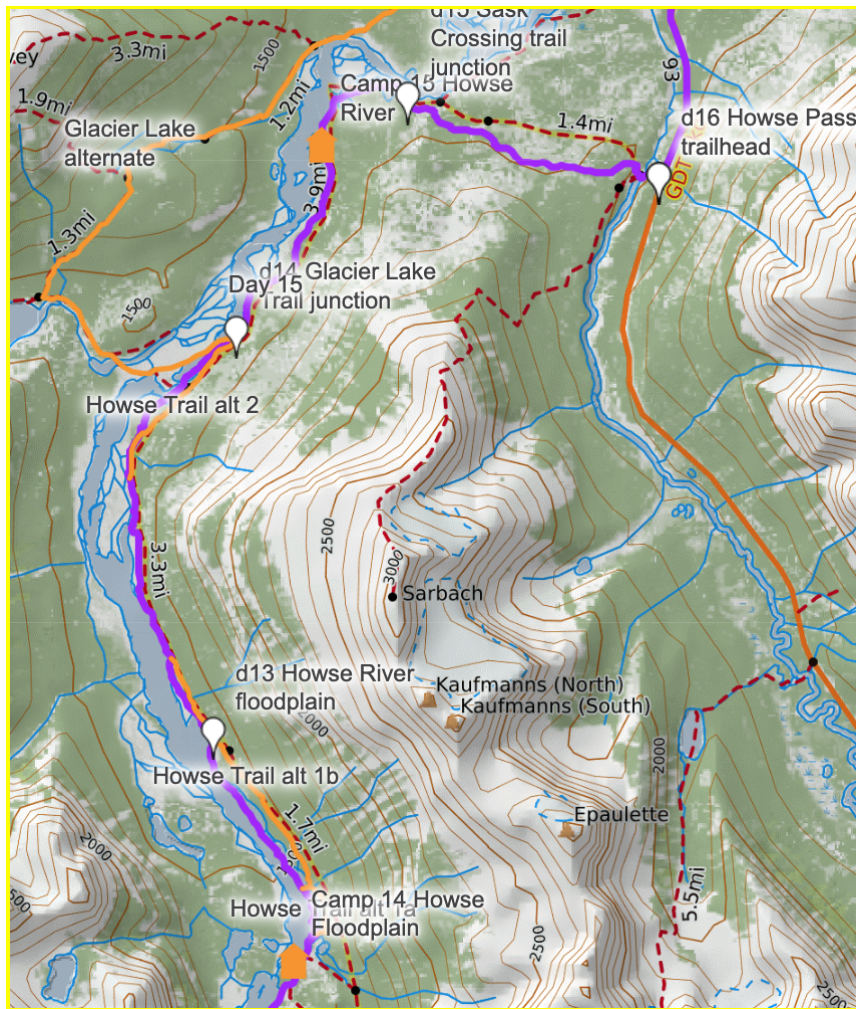 d15 Sask
Crossing trail
junction
vey
3.3mi
1500
1.9mi
1.2mi
Camp 15 Howse
River
93
1.4mi
d16 Howse Pass
trailhead
GDT
Glacier Lake
alternate
3.9mi
1.3mi
d14 Glacier Lake
Trail junction
Day 15
1500
Howse Trail alt 2
2500
3.3mi
3000
Sarbach
d13 Howse River
floodplain
Kaufmanns (North)
Kaufmanns (South)
2000
2000
Howse Trail alt 1b
Epaulette
1.7mi
2000
5.5mi
500
Howse Trail alt 1a
Camp 14 Howse
Floodplain
2500
2500